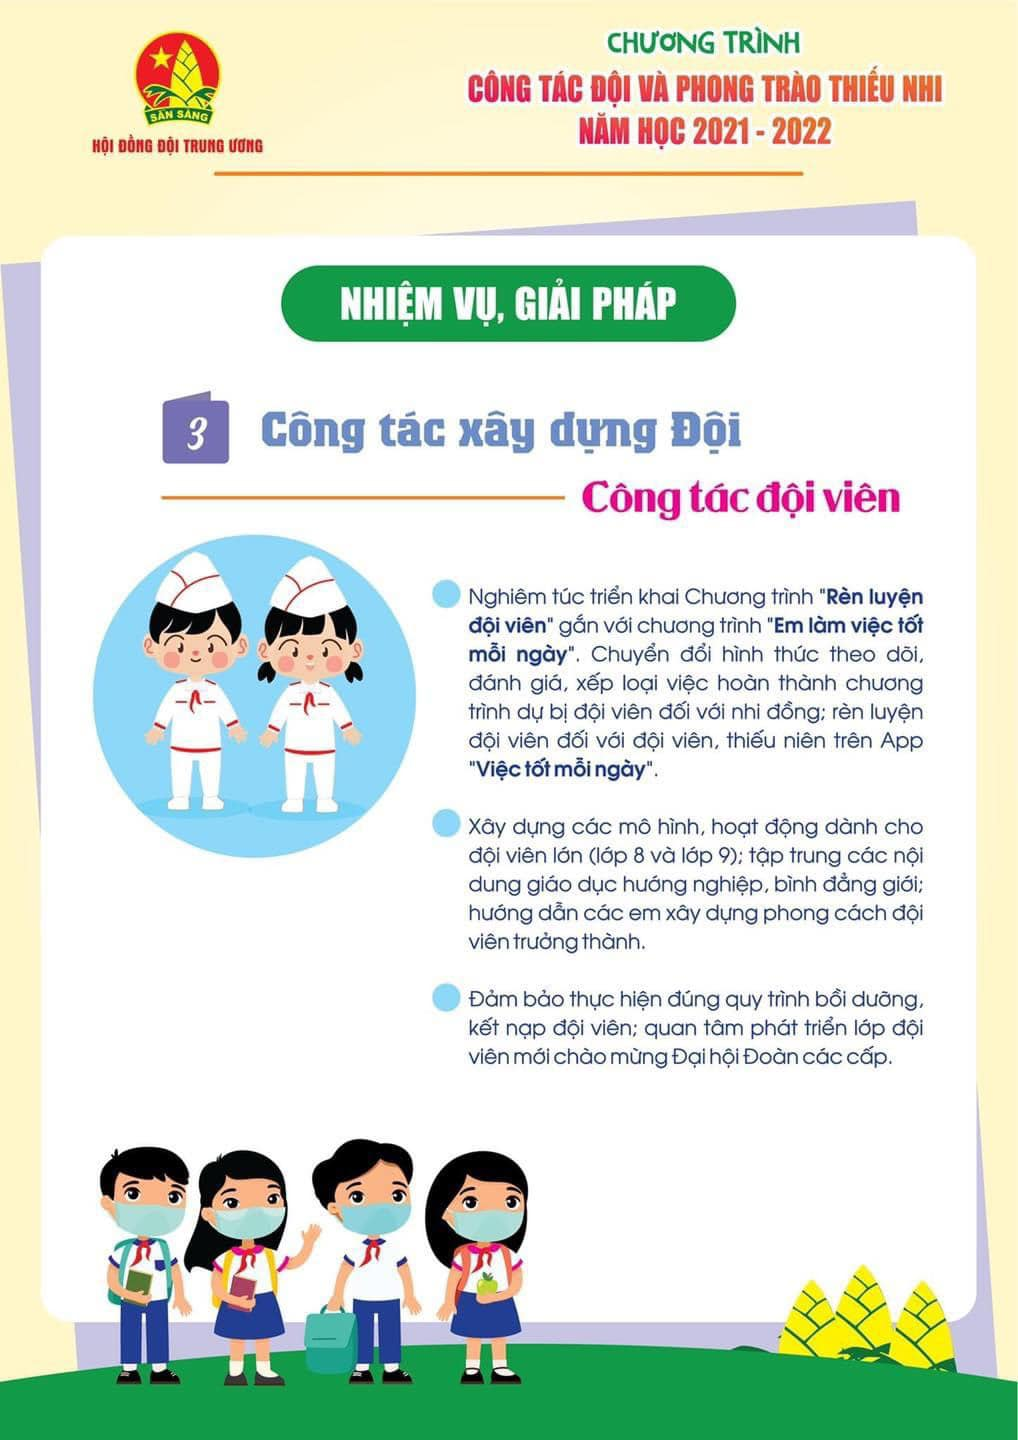 SẴN SÀNG
HỘI ĐỒNG ĐỘI TRUNG ƯƠNG
CHƯƠNG TRÌNH
CÔNG TÁC ĐỘI VÀ PHONG TRÀO THIẾU NHI
NĂM HỌC 2021 - 2022
NHIỆM VỤ, GIẢI PHÁP
3 Công tác xây dựng Đội
Công tác đội viên
Nghiêm túc triển khai Chương trình "Rèn luyện
đội viên" gắn với chương trình "Em làm việc tốt
mỗi ngày". Chuyển đổi hình thức theo dõi,
đánh giá, xếp loại việc hoàn thành chương
trình dự bị đội viên đối với nhi đồng; rèn luyện
đội viên đối với đội viên, thiếu niên trên App
"Việc tốt mỗi ngày".
Xây dựng các mô hình, hoạt động dành cho
đội viên lớn (lớp 8 và lớp 9); tập trung các nội
dung giáo dục hướng nghiệp, bình đẳng giới;
hướng dẫn các em xây dựng phong cách đội
viên trưởng thành.
Đảm bảo thực hiện đúng quy trình bồi dưỡng,
kết nạp đội viên; quan tâm phát triển lớp đội
viên mới chào mừng Đại hội Đoàn các cấp.